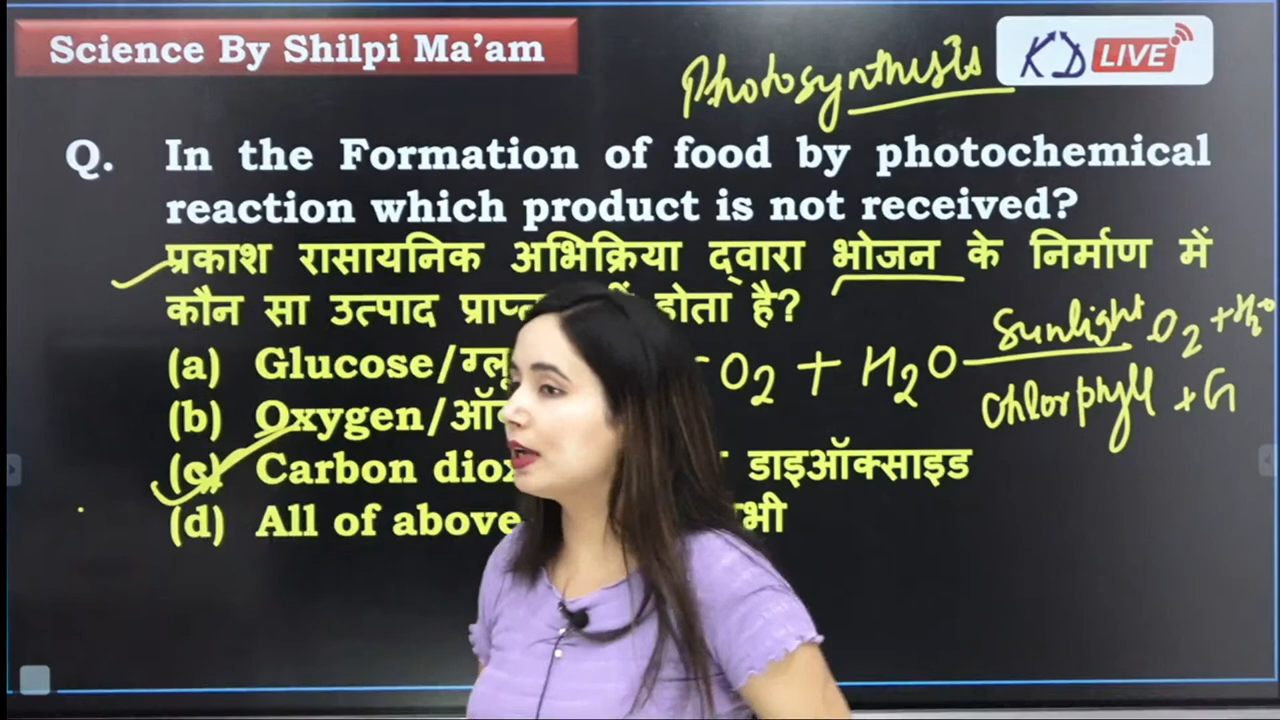 Science By Shilpi Ma'am
KD LIVE
Photosynthesis
Q. In the Formation of food by photochemical
reaction which product is not received?
प्रकाश रासायनिक अभिक्रिया द्वारा भोजन के निर्माण में
कौन सा उत्पाद होता है?
(a) Glucose/
(b) Oxygen/
(c) Carbon डाइऑक्साइड
(d) All of above
O2 + H2O
Sunlight
Chlorphyll
O2 + H2O
+ G